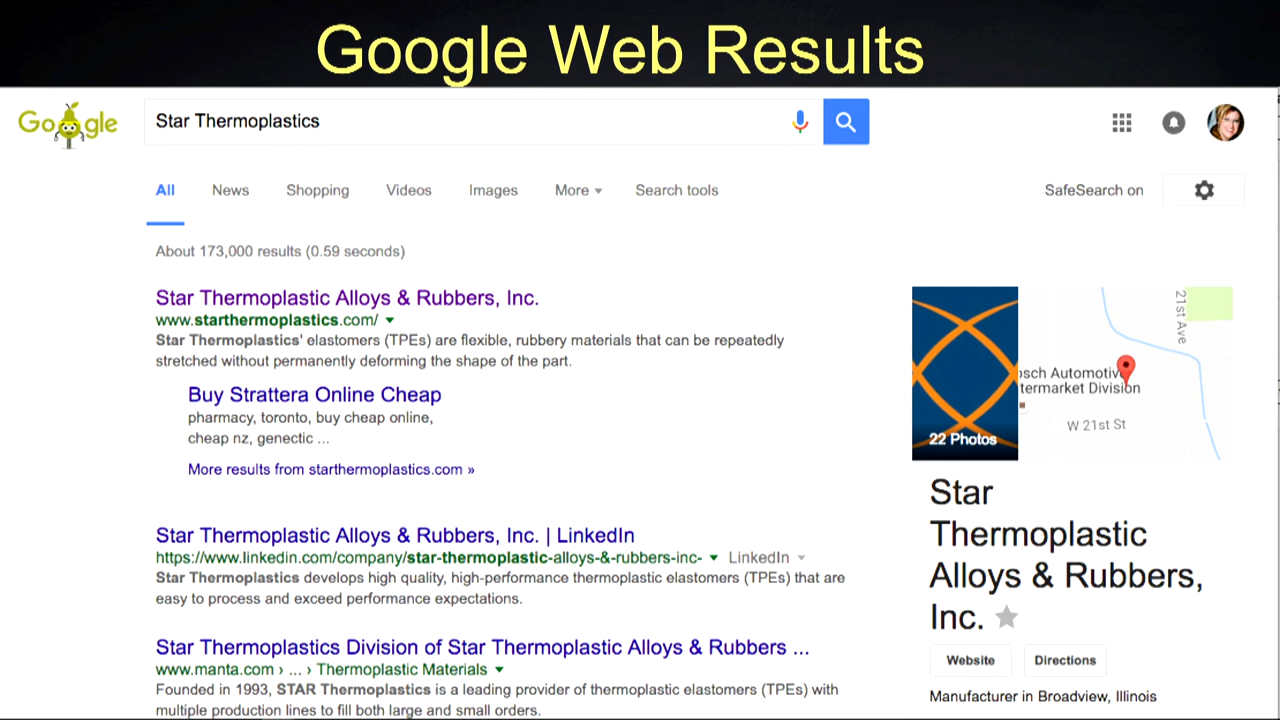 Google Web Results
Google
Star Thermoplastics
All News Shopping Videos Images More Search tools SafeSearch on
About 173,000 results (0.59 seconds)
Star Thermoplastic Alloys & Rubbers, Inc.
www.starthermoplastics.com/
Star Thermoplastics' elastomers (TPEs) are flexible, rubbery materials that can be repeatedly
stretched without permanently deforming the shape of the part.
Buy Strattera Online Cheap
pharmacy, toronto, buy cheap online,
cheap nz, genectic ...
More results from starthermoplastics.com »
Star Thermoplastic Alloys & Rubbers, Inc. | LinkedIn
https://www.linkedin.com/company/star-thermoplastic-alloys-&-rubbers-inc- LinkedIn
Star Thermoplastics develops high quality, high-performance thermoplastic elastomers (TPEs) that are
easy to process and exceed performance expectations.
Star Thermoplastics Division of Star Thermoplastic Alloys & Rubbers ...
www.manta.com › ... › Thermoplastic Materials
Founded in 1993, STAR Thermoplastics is a leading provider of thermoplastic elastomers (TPEs) with
multiple production lines to fill both large and small orders.
22 Photos
21st Ave
osch Automotiv
termarket Division
W 21st St
Star
Thermoplastic
Alloys & Rubbers,
Inc.
Website Directions
Manufacturer in Broadview, Illinois